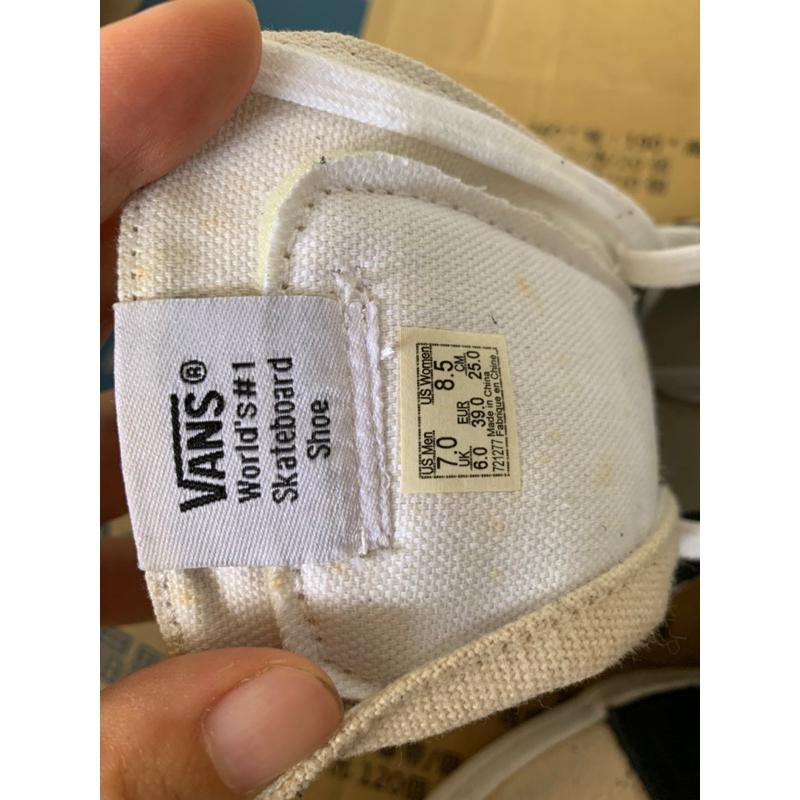 VANS®
World'S#1
Skateboard
Shoe
US Men US Women
7.0 8.5
UK EUR CM
6.0 39.0 25.0
721277 Made in China
Fabrique en Chine